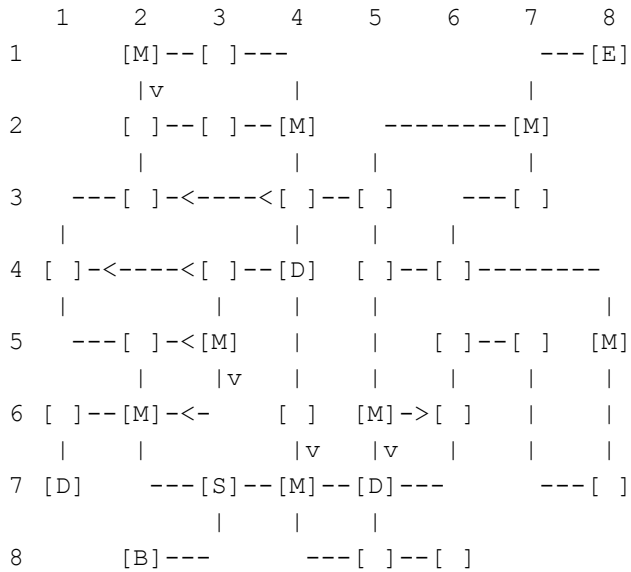 1    2    3    4    5    6    7    8
1        [M]--[ ]---                 ---[E]
          |v         |              |
2        [ ]--[ ]--[M]     --------[M]
          |         |    |          |
3     ---[ ]-<----<[ ]--[ ]     ---[ ]
     |              |    |    |
4   [ ]-<----<[ ]--[D]  [ ]--[ ]--------
     |         |    |    |              |
5     ---[ ]-<[M]   |    |   [ ]--[ ]  [M]
          |    |v   |    |    |    |    |
6   [ ]--[M]-<-    [ ]  [M]->[ ]   |    |
     |    |         |v   |v   |    |    |
7   [D]    ---[S]--[M]--[D]---      ---[ ]
               |    |    |
8        [B]---      ---[ ]--[ ]